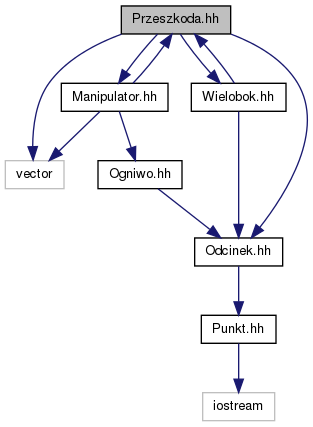 Przeszkoda.hh
Manipulator.hh
Wielobok.hh
vector
Ogniwo.hh
Odcinek.hh
Punkt.hh
iostream